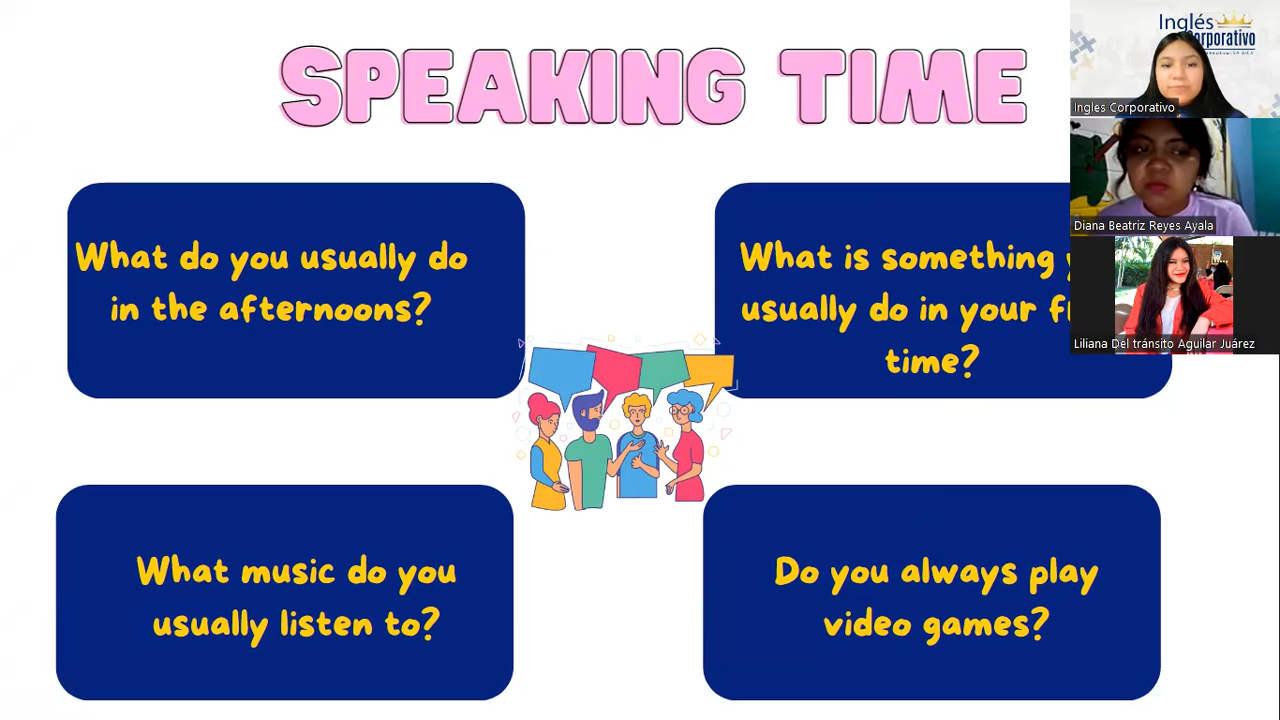 SPEAKING TIME
What do you usually do
in the afternoons?
What is something
usually do in your
time?
What music do you
usually listen to?
Do you always play
video games?
Inglés
Corporativo
Ingles Corporativo
Diana Beatriz Reyes Ayala
Liliana Del tránsito Aguilar Juárez